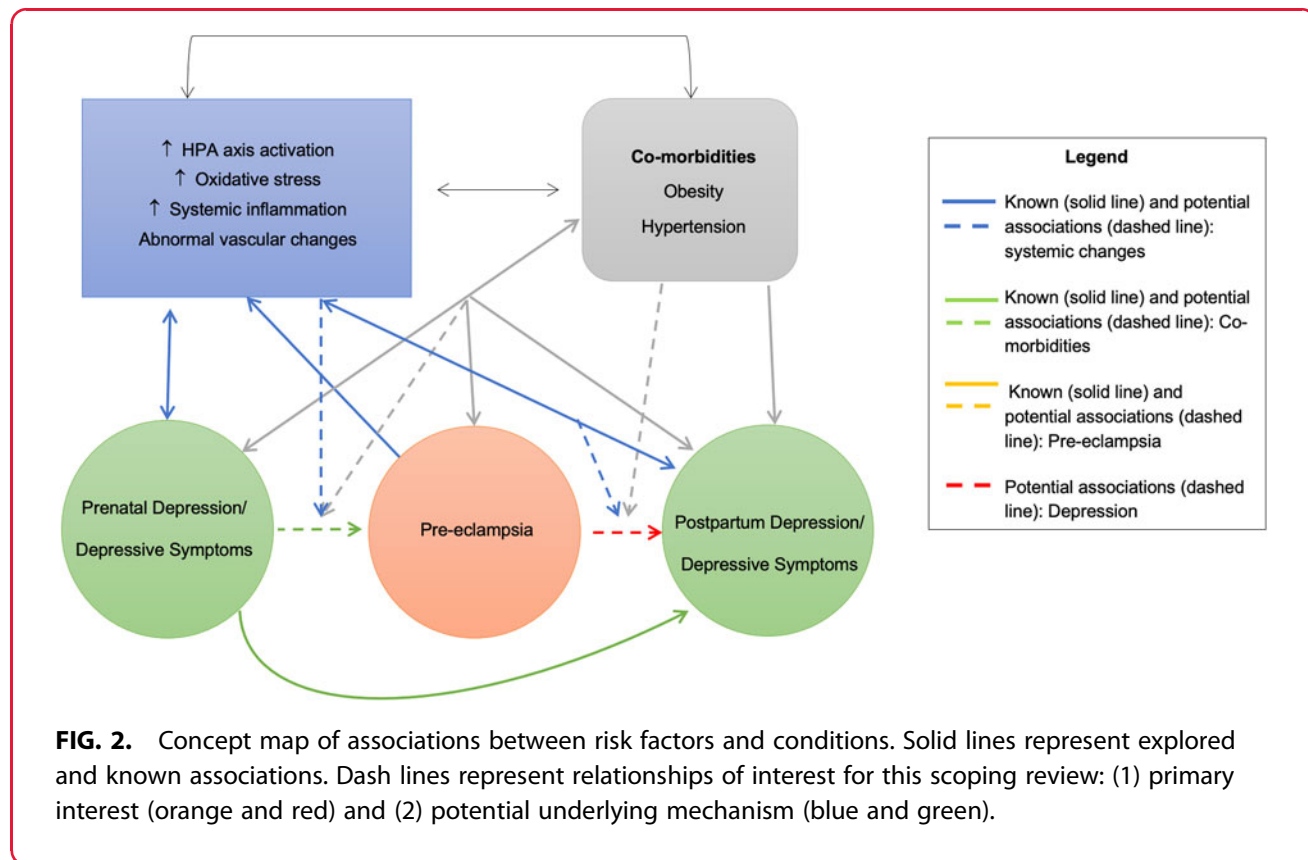 ↑ HPA axis activation
↑ Oxidative stress
↑ Systemic inflammation
Abnormal vascular changes
Co-morbidities
Obesity
Hypertension
Prenatal Depression/
Depressive Symptoms
Pre-eclampsia
Postpartum Depression/
Depressive Symptoms
Legend
Known (solid line) and potential
associations (dashed line):
systemic changes
Known (solid line) and potential
associations (dashed line): Co-
morbidities
Known (solid line) and
potential associations (dashed
line): Pre-eclampsia
Potential associations (dashed
line): Depression
FIG. 2. Concept map of associations between risk factors and conditions. Solid lines represent explored
and known associations. Dash lines represent relationships of interest for this scoping review: (1) primary
interest (orange and red) and (2) potential underlying mechanism (blue and green).